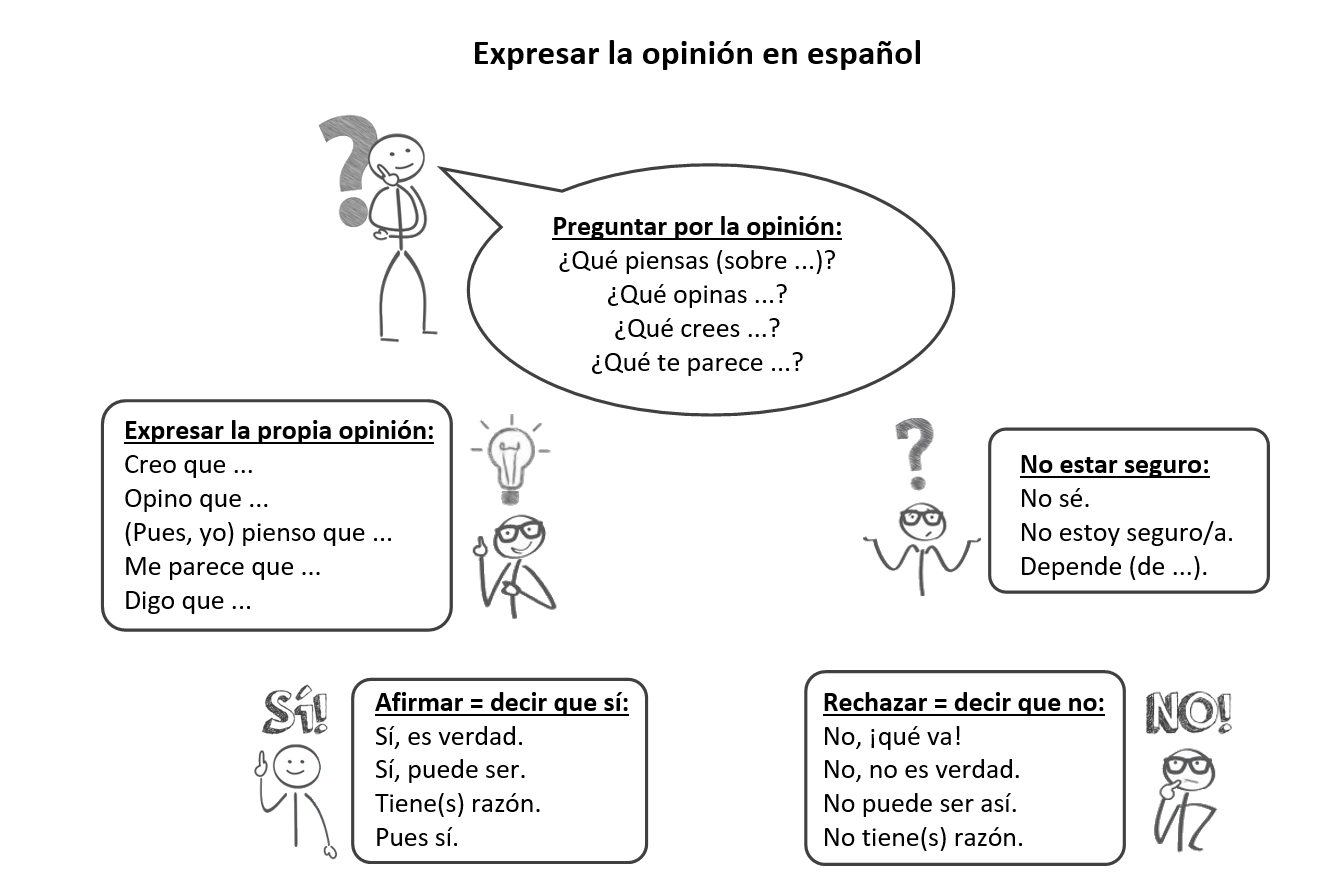 Expresar la opinión en español
Preguntar por la opinión:
¿Qué piensas (sobre ...)?
¿Qué opinas ...?
¿Qué crees ...?
¿Qué te parece ...?
Expresar la propia opinión:
Creo que ...
Opino que ...
(Pues, yo) pienso que ...
Me parece que ...
Digo que ...
No estar seguro:
No sé.
No estoy seguro/a.
Depende (de ...).
Sí!
Afirmar = decir que sí:
Sí, es verdad.
Sí, puede ser.
Tiene(s) razón.
Pues sí.
Rechazar = decir que no:
No, ¡qué va!
No, no es verdad.
No puede ser así.
No tiene(s) razón.
NO!